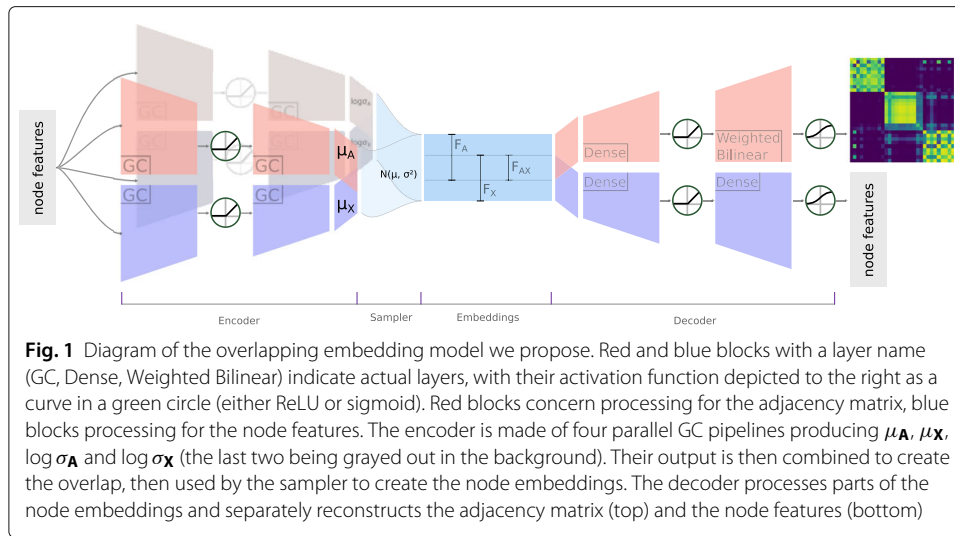 node features
GC
GC
GC
GC
GC
GC
GC
GC
log σA
log σX
μA
μX
N(μ, σ²)
FA
FAX
FX
Dense
Dense
Weighted
Bilinear
Dense
node features
Encoder
Sampler
Embeddings
Decoder
Fig. 1 Diagram of the overlapping embedding model we propose. Red and blue blocks with a layer name
(GC, Dense, Weighted Bilinear) indicate actual layers, with their activation function depicted to the right as a
curve in a green circle (either ReLU or sigmoid). Red blocks concern processing for the adjacency matrix, blue
blocks processing for the node features. The encoder is made of four parallel GC pipelines producing μA, μX,
log σA and log σX (the last two being grayed out in the background). Their output is then combined to create
the overlap, then used by the sampler to create the node embeddings. The decoder processes parts of the
node embeddings and separately reconstructs the adjacency matrix (top) and the node features (bottom)